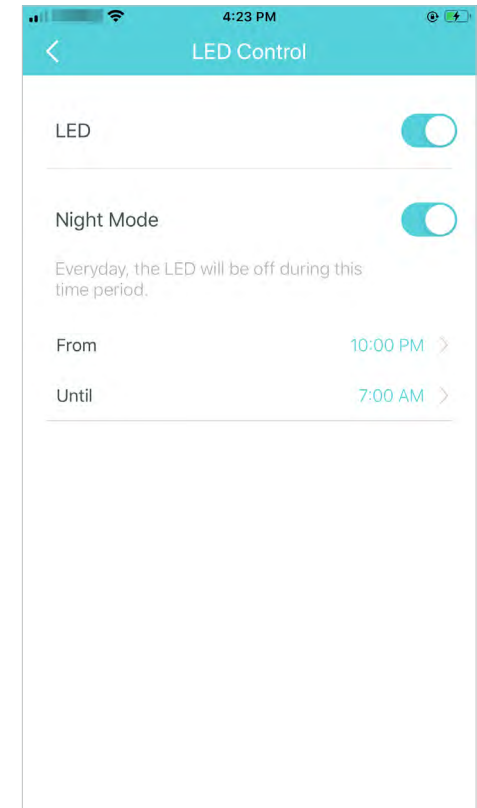 4:23 PM
LED Control
LED
Night Mode
Everyday, the LED will be off during this
time period.
From 10:00 PM
Until 7:00 AM